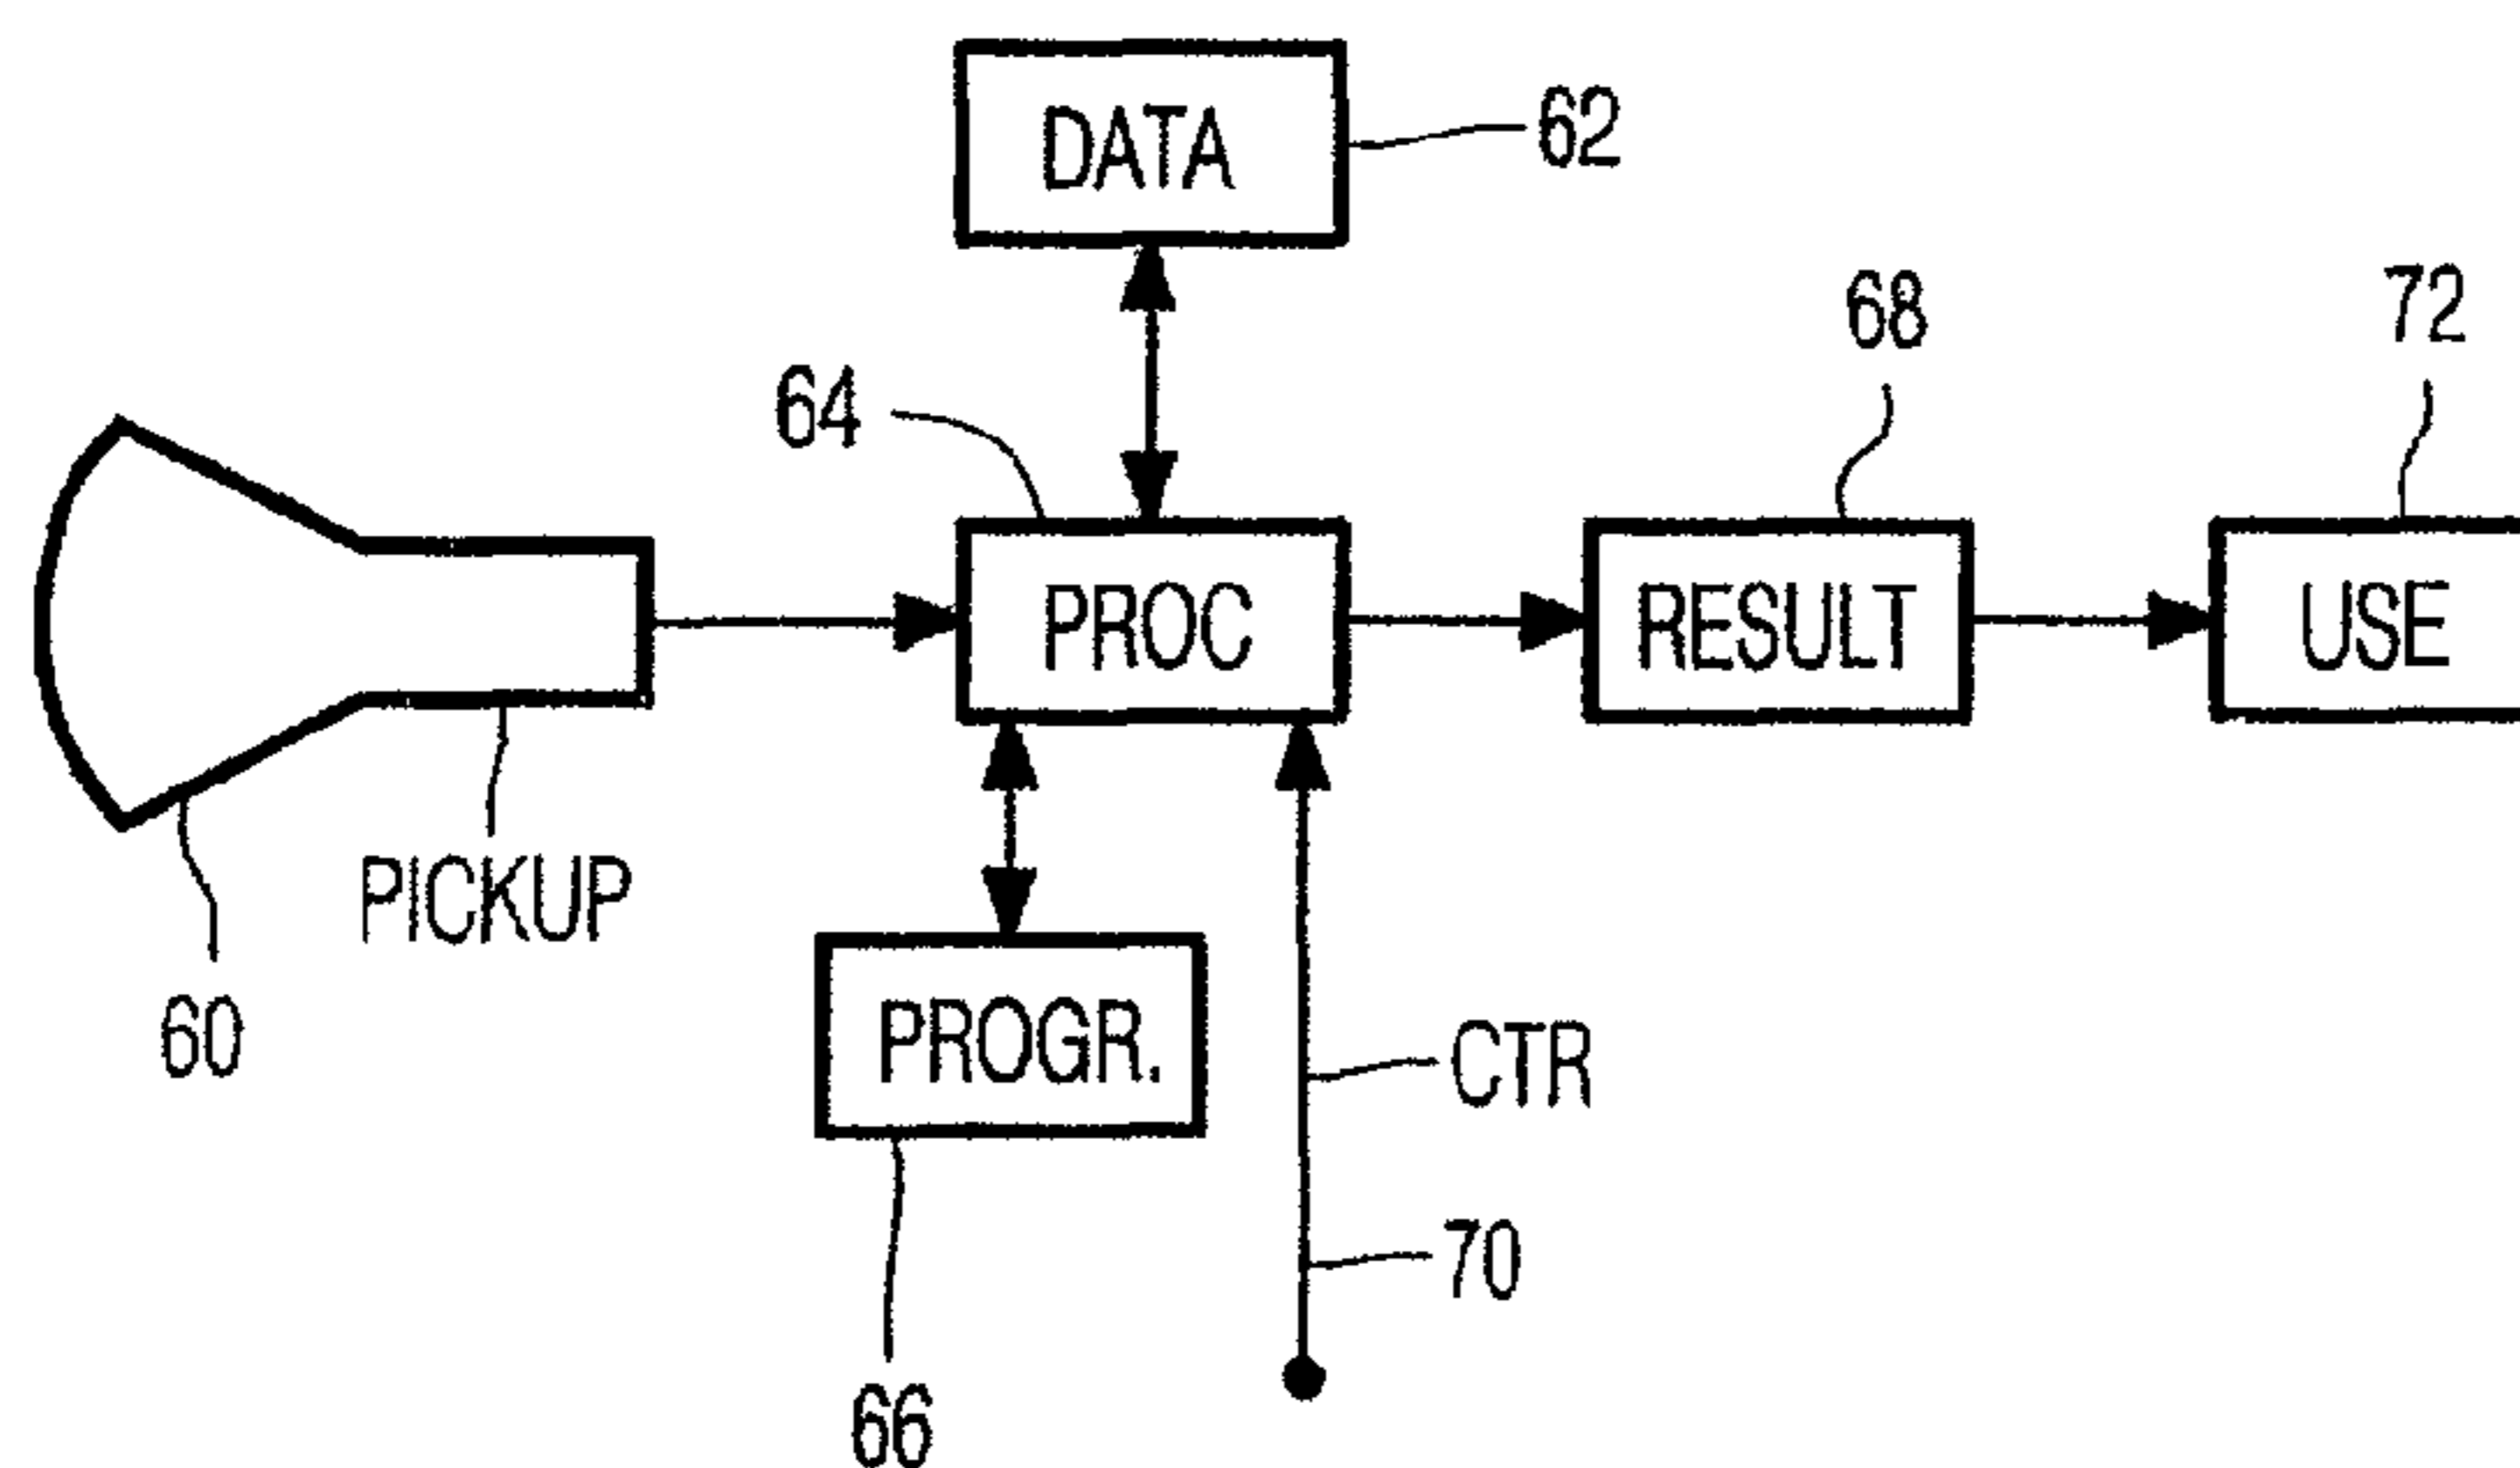 DATA
62
68
72
64
PROC
RESULT
USE
PICKUP
60
PROGR.
CTR
70
66